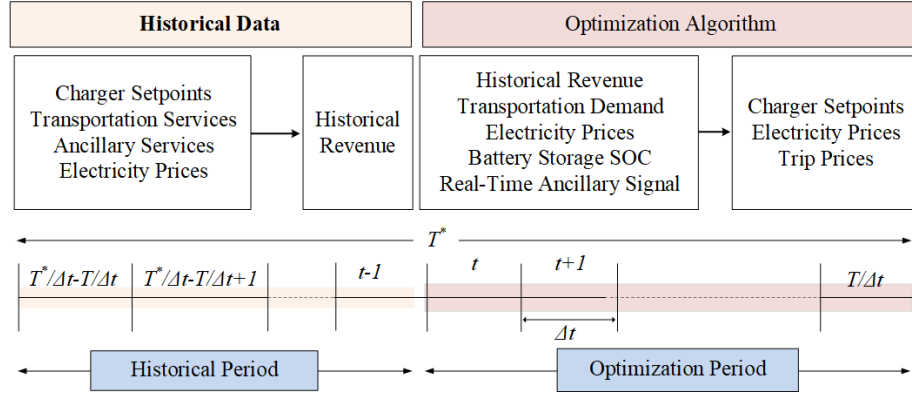 Historical Data
Optimization Algorithm
Charger Setpoints
Transportation Services
Ancillary Services
Electricity Prices
Historical
Revenue
Historical Revenue
Transportation Demand
Electricity Prices
Battery Storage SOC
Real-Time Ancillary Signal
Charger Setpoints
Electricity Prices
Trip Prices
T*
T*/Δt-T/Δt
T*/Δt-T/Δt+1
t-1
t
t+1
T/Δt
Δt
Historical Period
Optimization Period